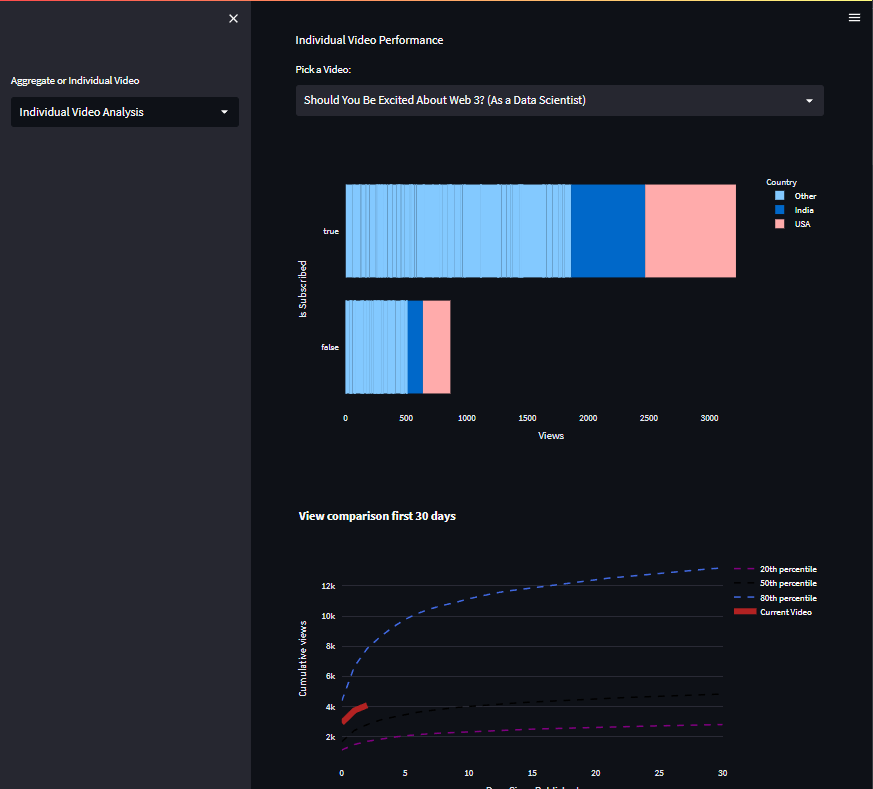 Aggregate or Individual Video
Individual Video Analysis
Individual Video Performance
Pick a Video:
Should You Be Excited About Web 3? (As a Data Scientist)
Country
Other
India
USA
Is Subscribed
true
false
0 500 1000 1500 2000 2500 3000
Views
View comparison first 30 days
20th percentile
50th percentile
80th percentile
Current Video
Cumulative views
12k
10k
8k
6k
4k
2k
0 5 10 15 20 25 30